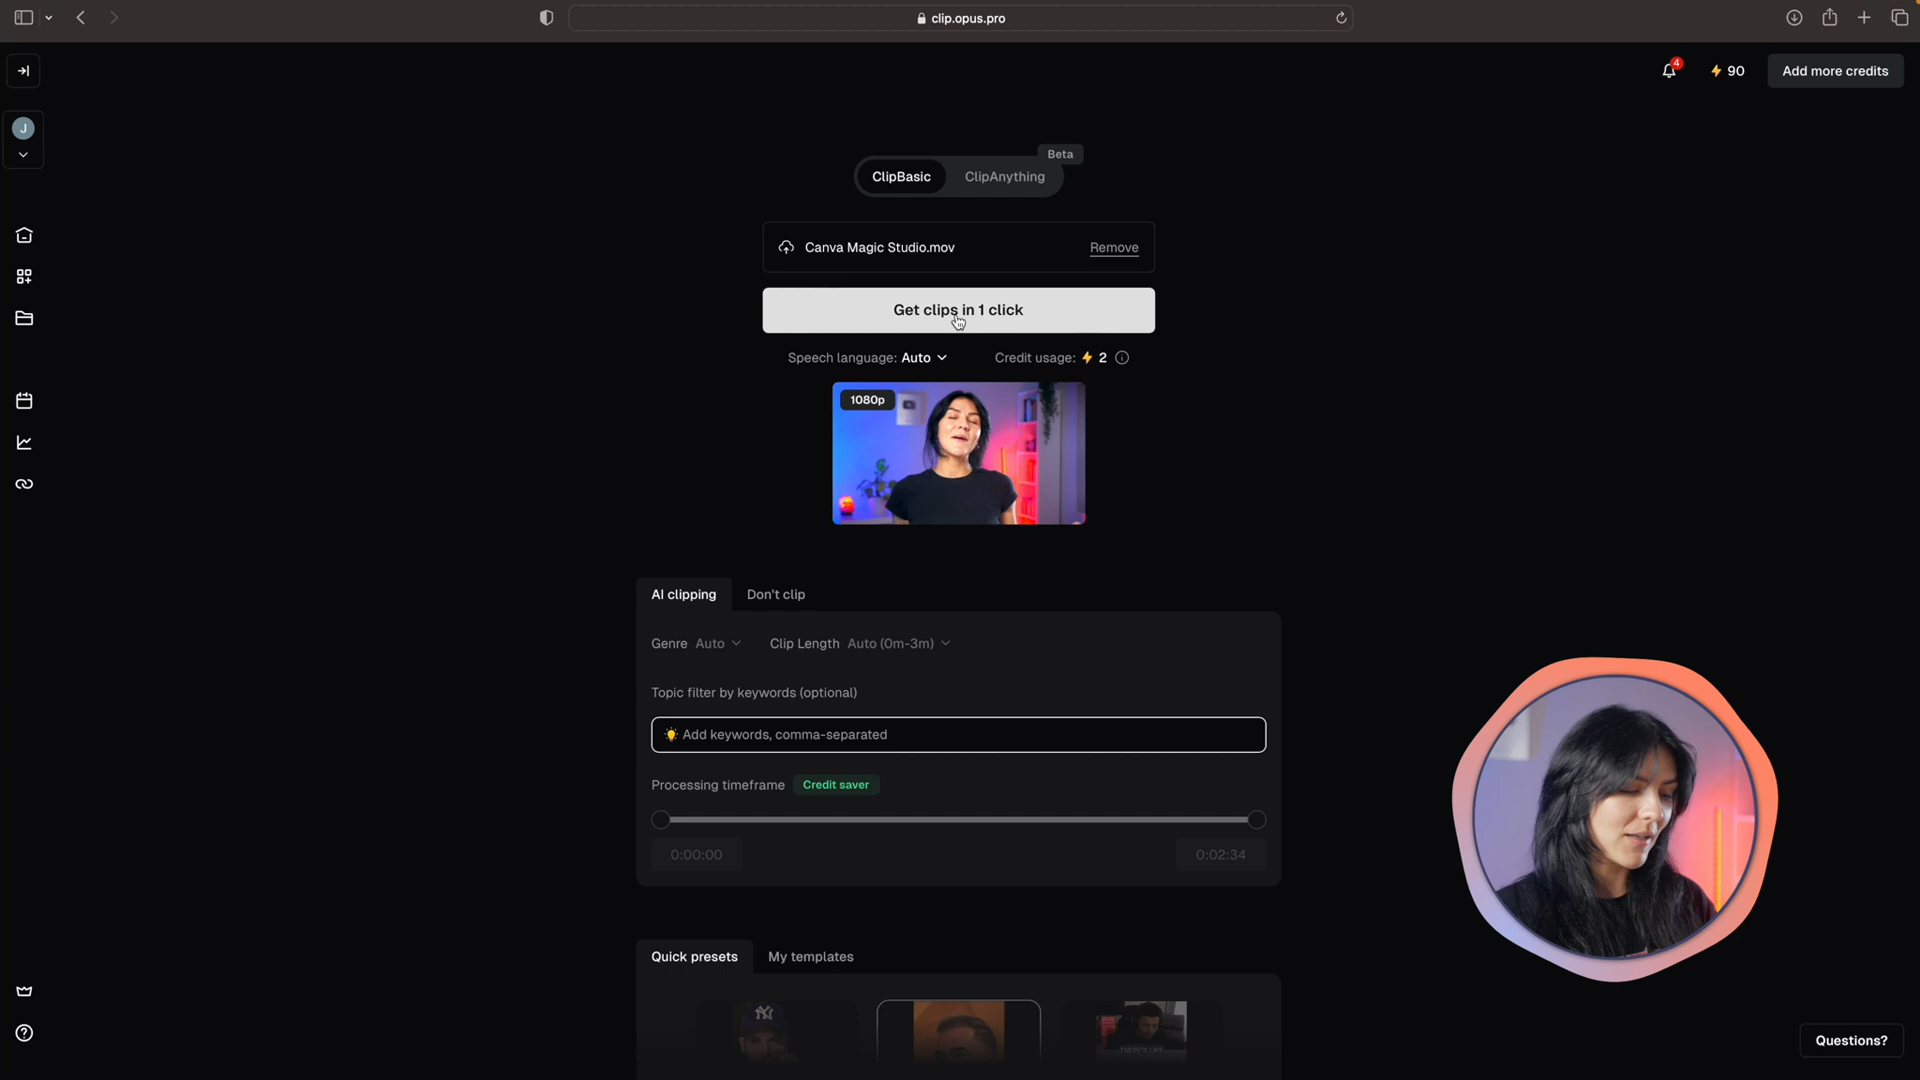 clip.opus.pro
4
90
Add more credits
J
Beta
ClipBasic
ClipAnything
Canva Magic Studio.mov
Remove
Get clips in 1 click
Speech language: Auto
Credit usage: 2
1080p
AI clipping
Don't clip
Genre Auto
Clip Length Auto (0m-3m)
Topic filter by keywords (optional)
Add keywords, comma-separated
Processing timeframe
Credit saver
0:00:00
0:02:34
Quick presets
My templates
Questions?